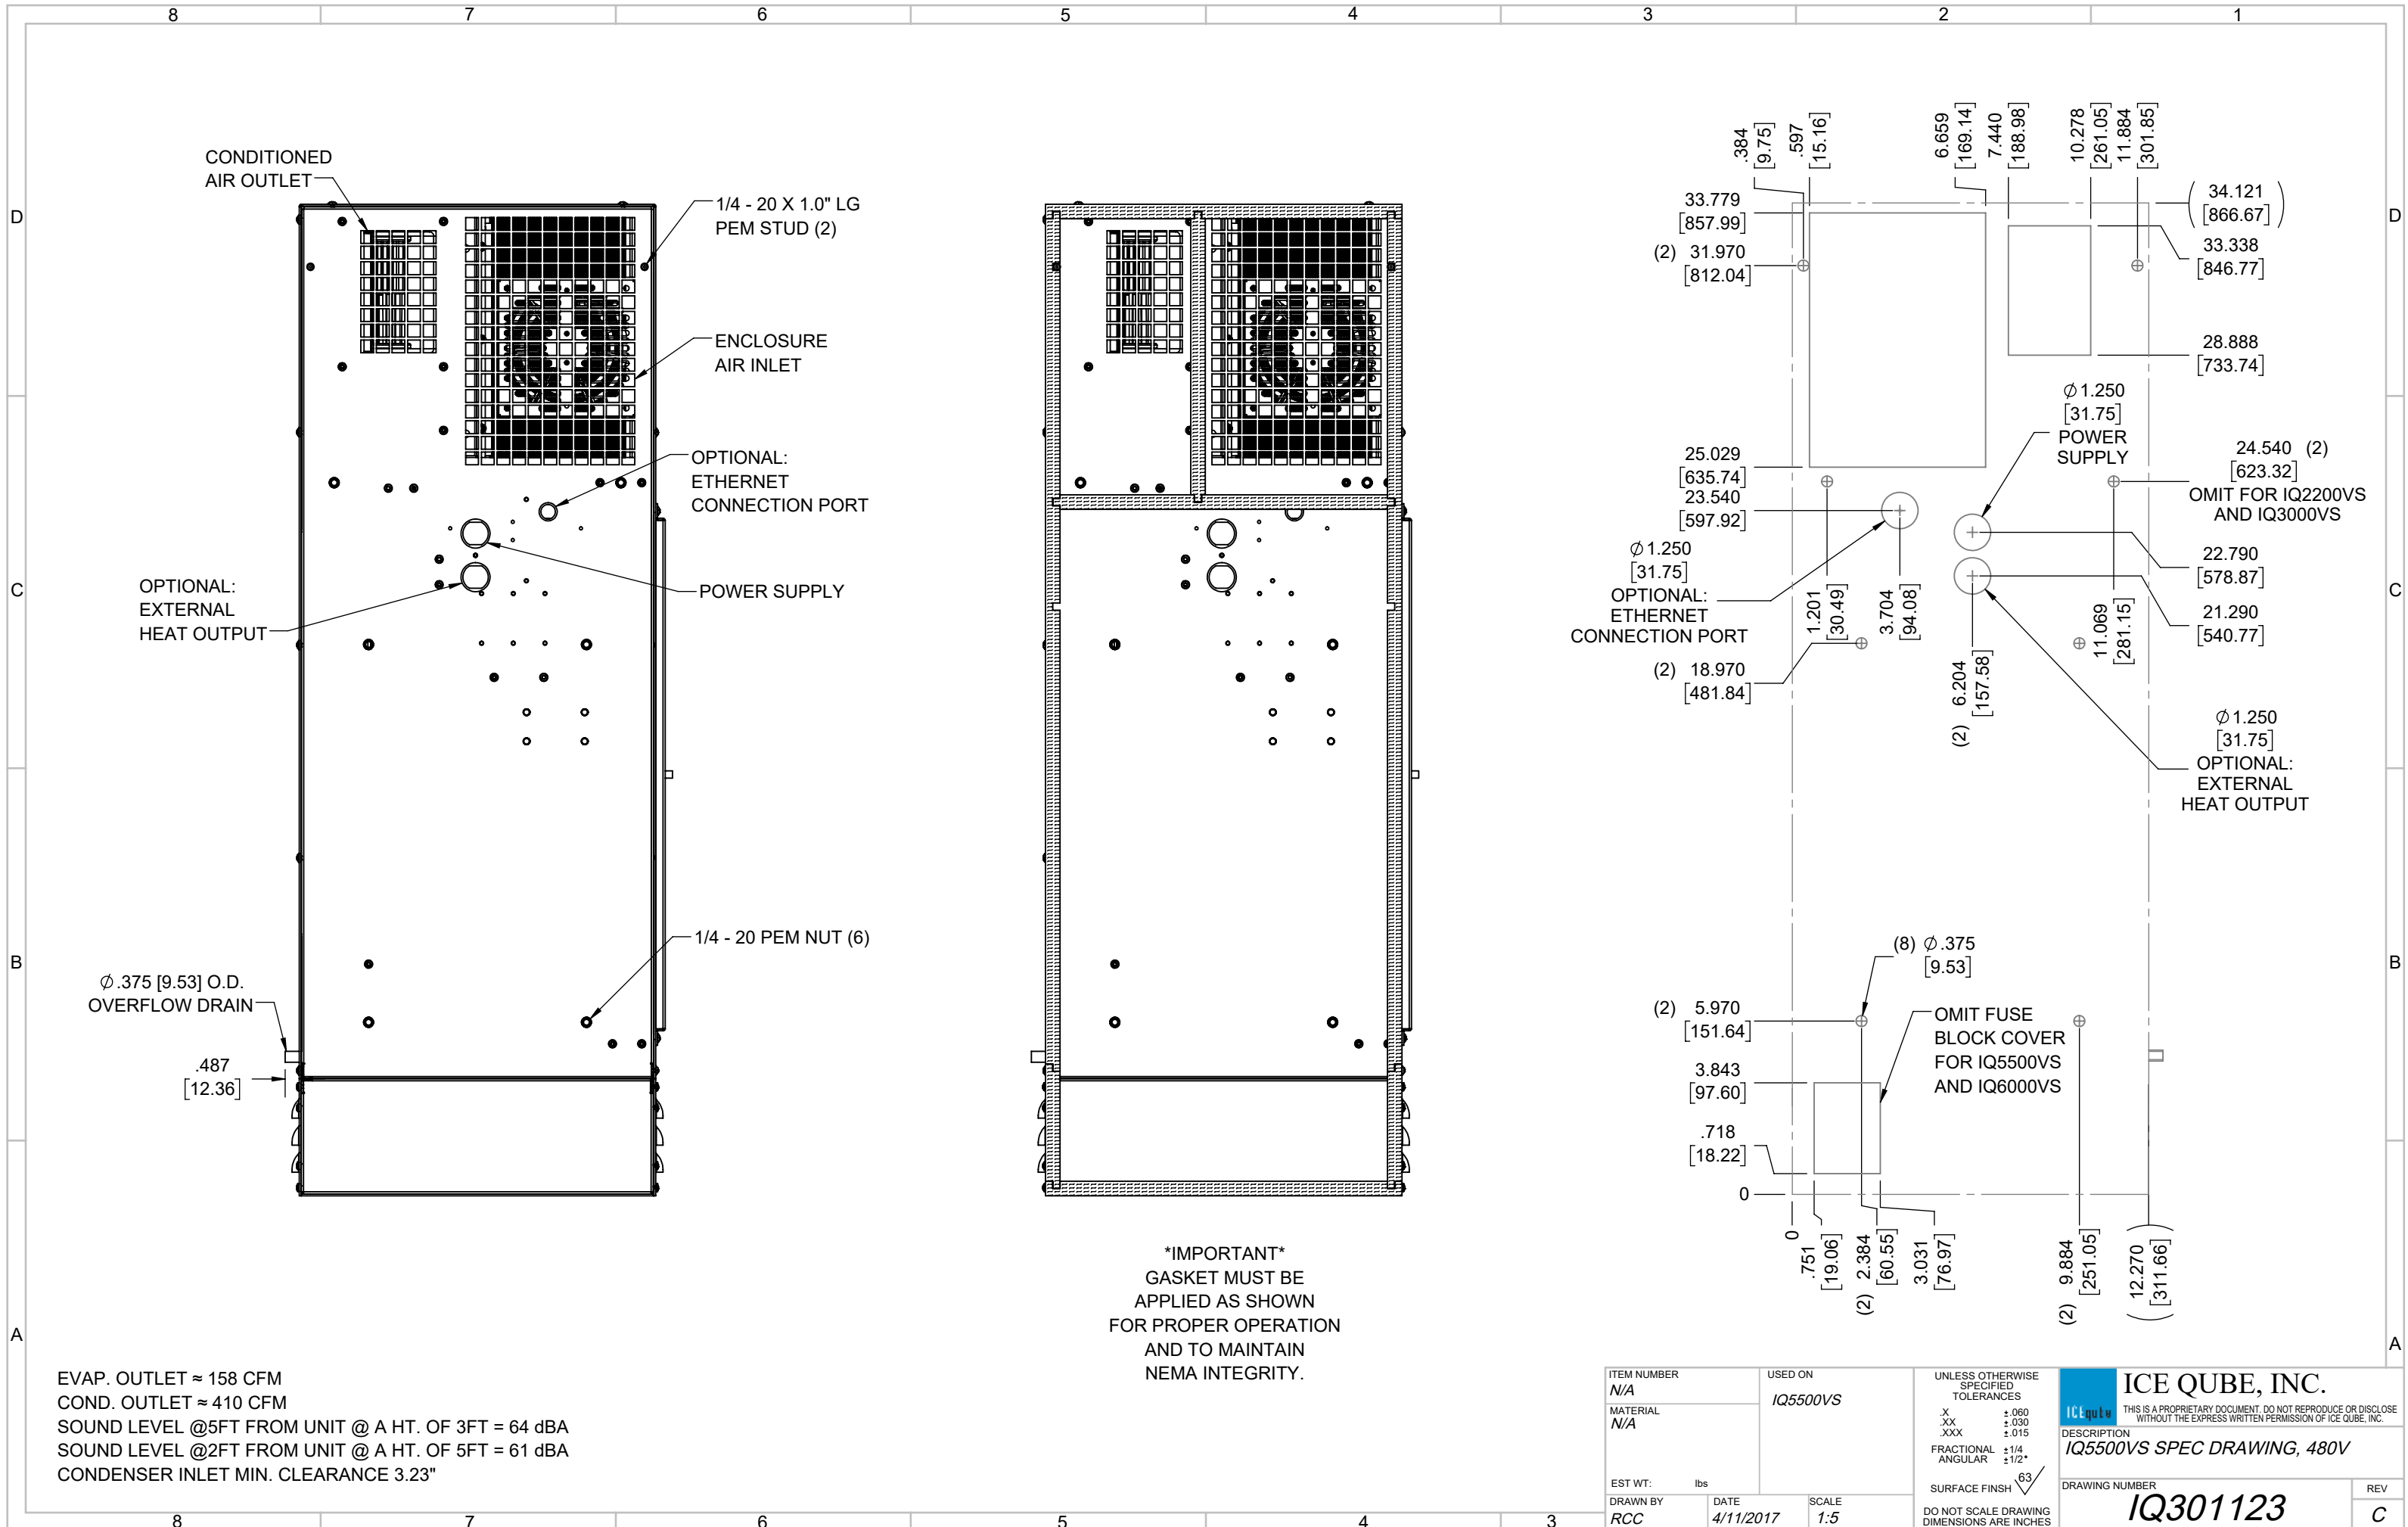 8 7 6 5 4 3 2 1
D
C
B
A
CONDITIONED
AIR OUTLET
1/4 - 20 X 1.0" LG
PEM STUD (2)
ENCLOSURE
AIR INLET
OPTIONAL:
ETHERNET
CONNECTION PORT
OPTIONAL:
EXTERNAL
HEAT OUTPUT
POWER SUPPLY
1/4 - 20 PEM NUT (6)
Ø.375 [9.53] O.D.
OVERFLOW DRAIN
.487
[12.36]
*IMPORTANT*
GASKET MUST BE
APPLIED AS SHOWN
FOR PROPER OPERATION
AND TO MAINTAIN
NEMA INTEGRITY.
.384
[9.75]
.597
[15.16]
6.659
[169.14]
7.440
[188.98]
10.278
[261.05]
11.884
[301.85]
33.779
[857.99]
(2) 31.970
[812.04]
(34.121)
[866.67]
33.338
[846.77]
28.888
[733.74]
Ø1.250
[31.75]
POWER
SUPPLY
25.029
[635.74]
23.540
[597.92]
24.540 (2)
[623.32]
OMIT FOR IQ2200VS
AND IQ3000VS
Ø1.250
[31.75]
OPTIONAL:
ETHERNET
CONNECTION PORT
1.201
[30.49]
3.704
[94.08]
22.790
[578.87]
21.290
[540.77]
11.069
[281.15]
(2) 18.970
[481.84]
(2) 6.204
[157.58]
Ø1.250
[31.75]
OPTIONAL:
EXTERNAL
HEAT OUTPUT
(8) Ø.375
[9.53]
(2) 5.970
[151.64]
OMIT FUSE
BLOCK COVER
FOR IQ5500VS
AND IQ6000VS
3.843
[97.60]
.718
[18.22]
0
0
.751
[19.06]
(2) 2.384
[60.55]
3.031
[76.97]
(2) 9.884
[251.05]
(12.270)
[311.66]
EVAP. OUTLET ≈ 158 CFM
COND. OUTLET ≈ 410 CFM
SOUND LEVEL @5FT FROM UNIT @ A HT. OF 3FT = 64 dBA
SOUND LEVEL @2FT FROM UNIT @ A HT. OF 5FT = 61 dBA
CONDENSER INLET MIN. CLEARANCE 3.23"
ITEM NUMBER
N/A
MATERIAL
N/A
EST WT: lbs
USED ON
IQ5500VS
DRAWN BY
RCC
DATE
4/11/2017
SCALE
1:5
UNLESS OTHERWISE
SPECIFIED
TOLERANCES
.X ±.060
.XX ±.030
.XXX ±.015
FRACTIONAL ±1/4
ANGULAR ±1/2°
SURFACE FINSH 63
DO NOT SCALE DRAWING
DIMENSIONS ARE INCHES
ICEqube
ICE QUBE, INC.
THIS IS A PROPRIETARY DOCUMENT. DO NOT REPRODUCE OR DISCLOSE
WITHOUT THE EXPRESS WRITTEN PERMISSION OF ICE QUBE, INC.
DESCRIPTION
IQ5500VS SPEC DRAWING, 480V
DRAWING NUMBER
IQ301123
REV
C
D
C
B
A
8 7 6 5 4 3